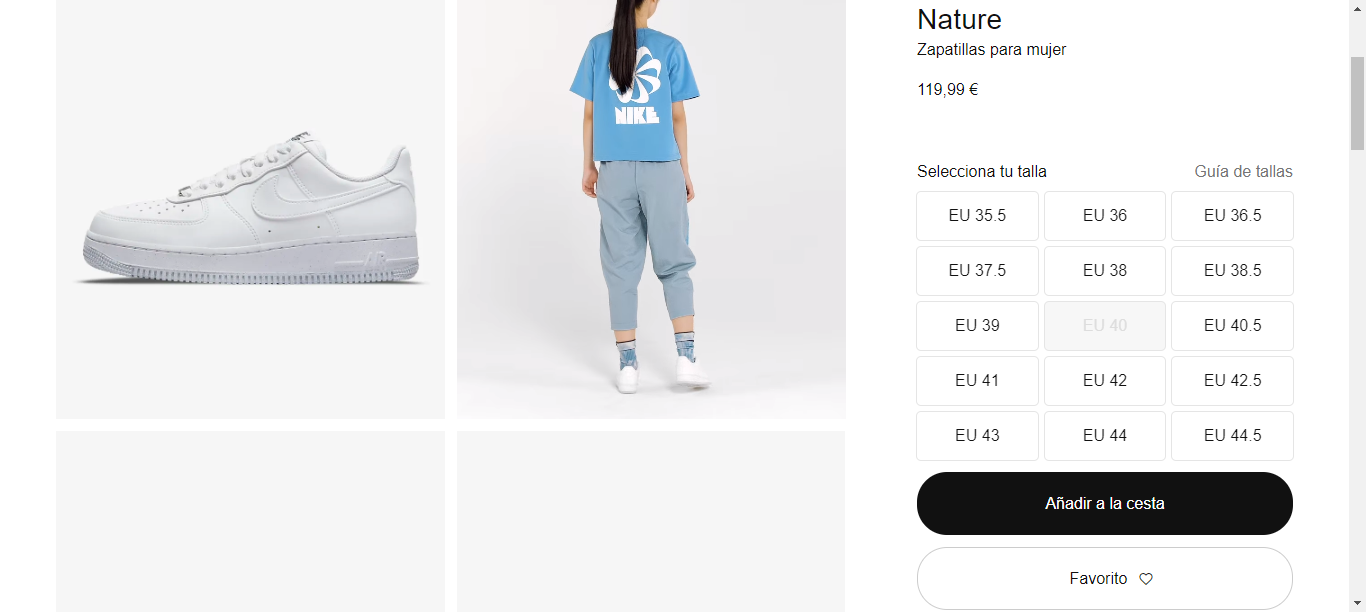 Nature
Zapatillas para mujer
119,99 €
NIKE
AIR
Selecciona tu talla
Guía de tallas
EU 35.5
EU 36
EU 36.5
EU 37.5
EU 38
EU 38.5
EU 39
EU 40
EU 40.5
EU 41
EU 42
EU 42.5
EU 43
EU 44
EU 44.5
Añadir a la cesta
Favorito